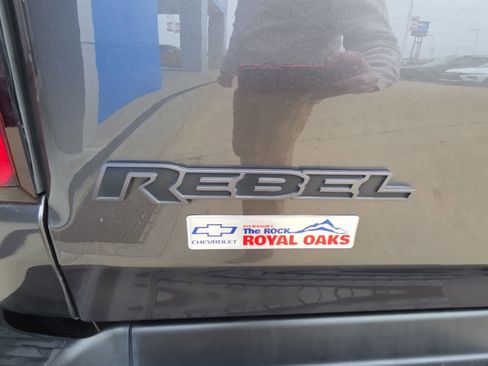 REBEL
CHEVROLET
The Rock
ROYAL OAKS